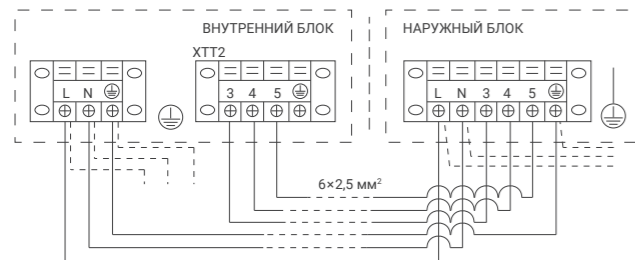 ВНУТРЕННИЙ БЛОК
НАРУЖНЫЙ БЛОК
XTT2
L N
3 4 5
L N 3 4 5
6×2,5 мм²